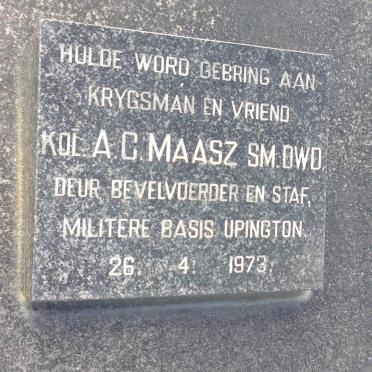 HULDE WORD GEBRING AAN
KRYGSMAN EN VRIEND
KOL. A.C. MAASZ SM. DWD
DEUR BEVELVOERDER EN STAF,
MILITÊRE BASIS UPINGTON.
26. 4. 1973.